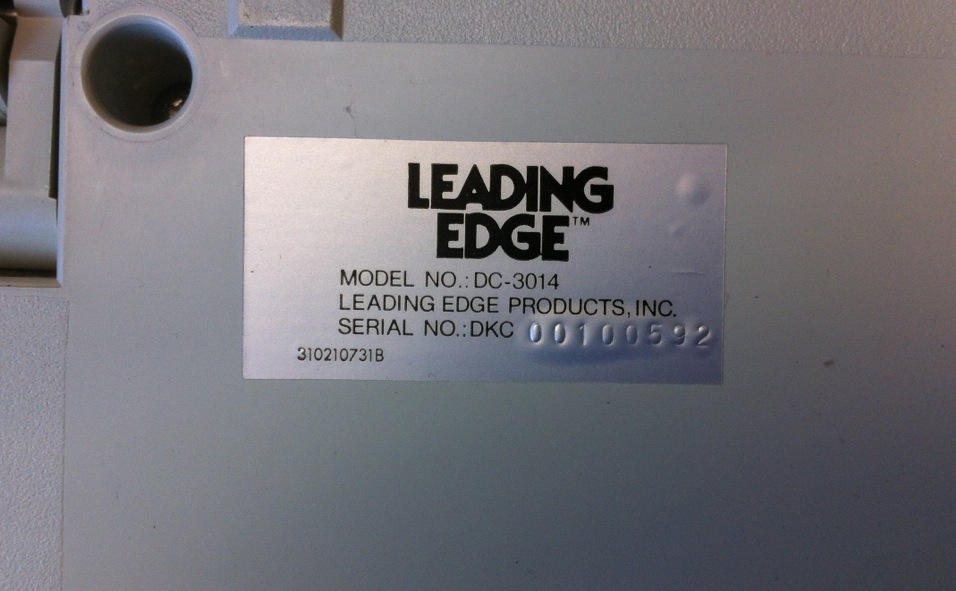 LEADING
EDGE™
MODEL NO.: DC-3014
LEADING EDGE PRODUCTS, INC.
SERIAL NO.: DKC 00100592
310210731B